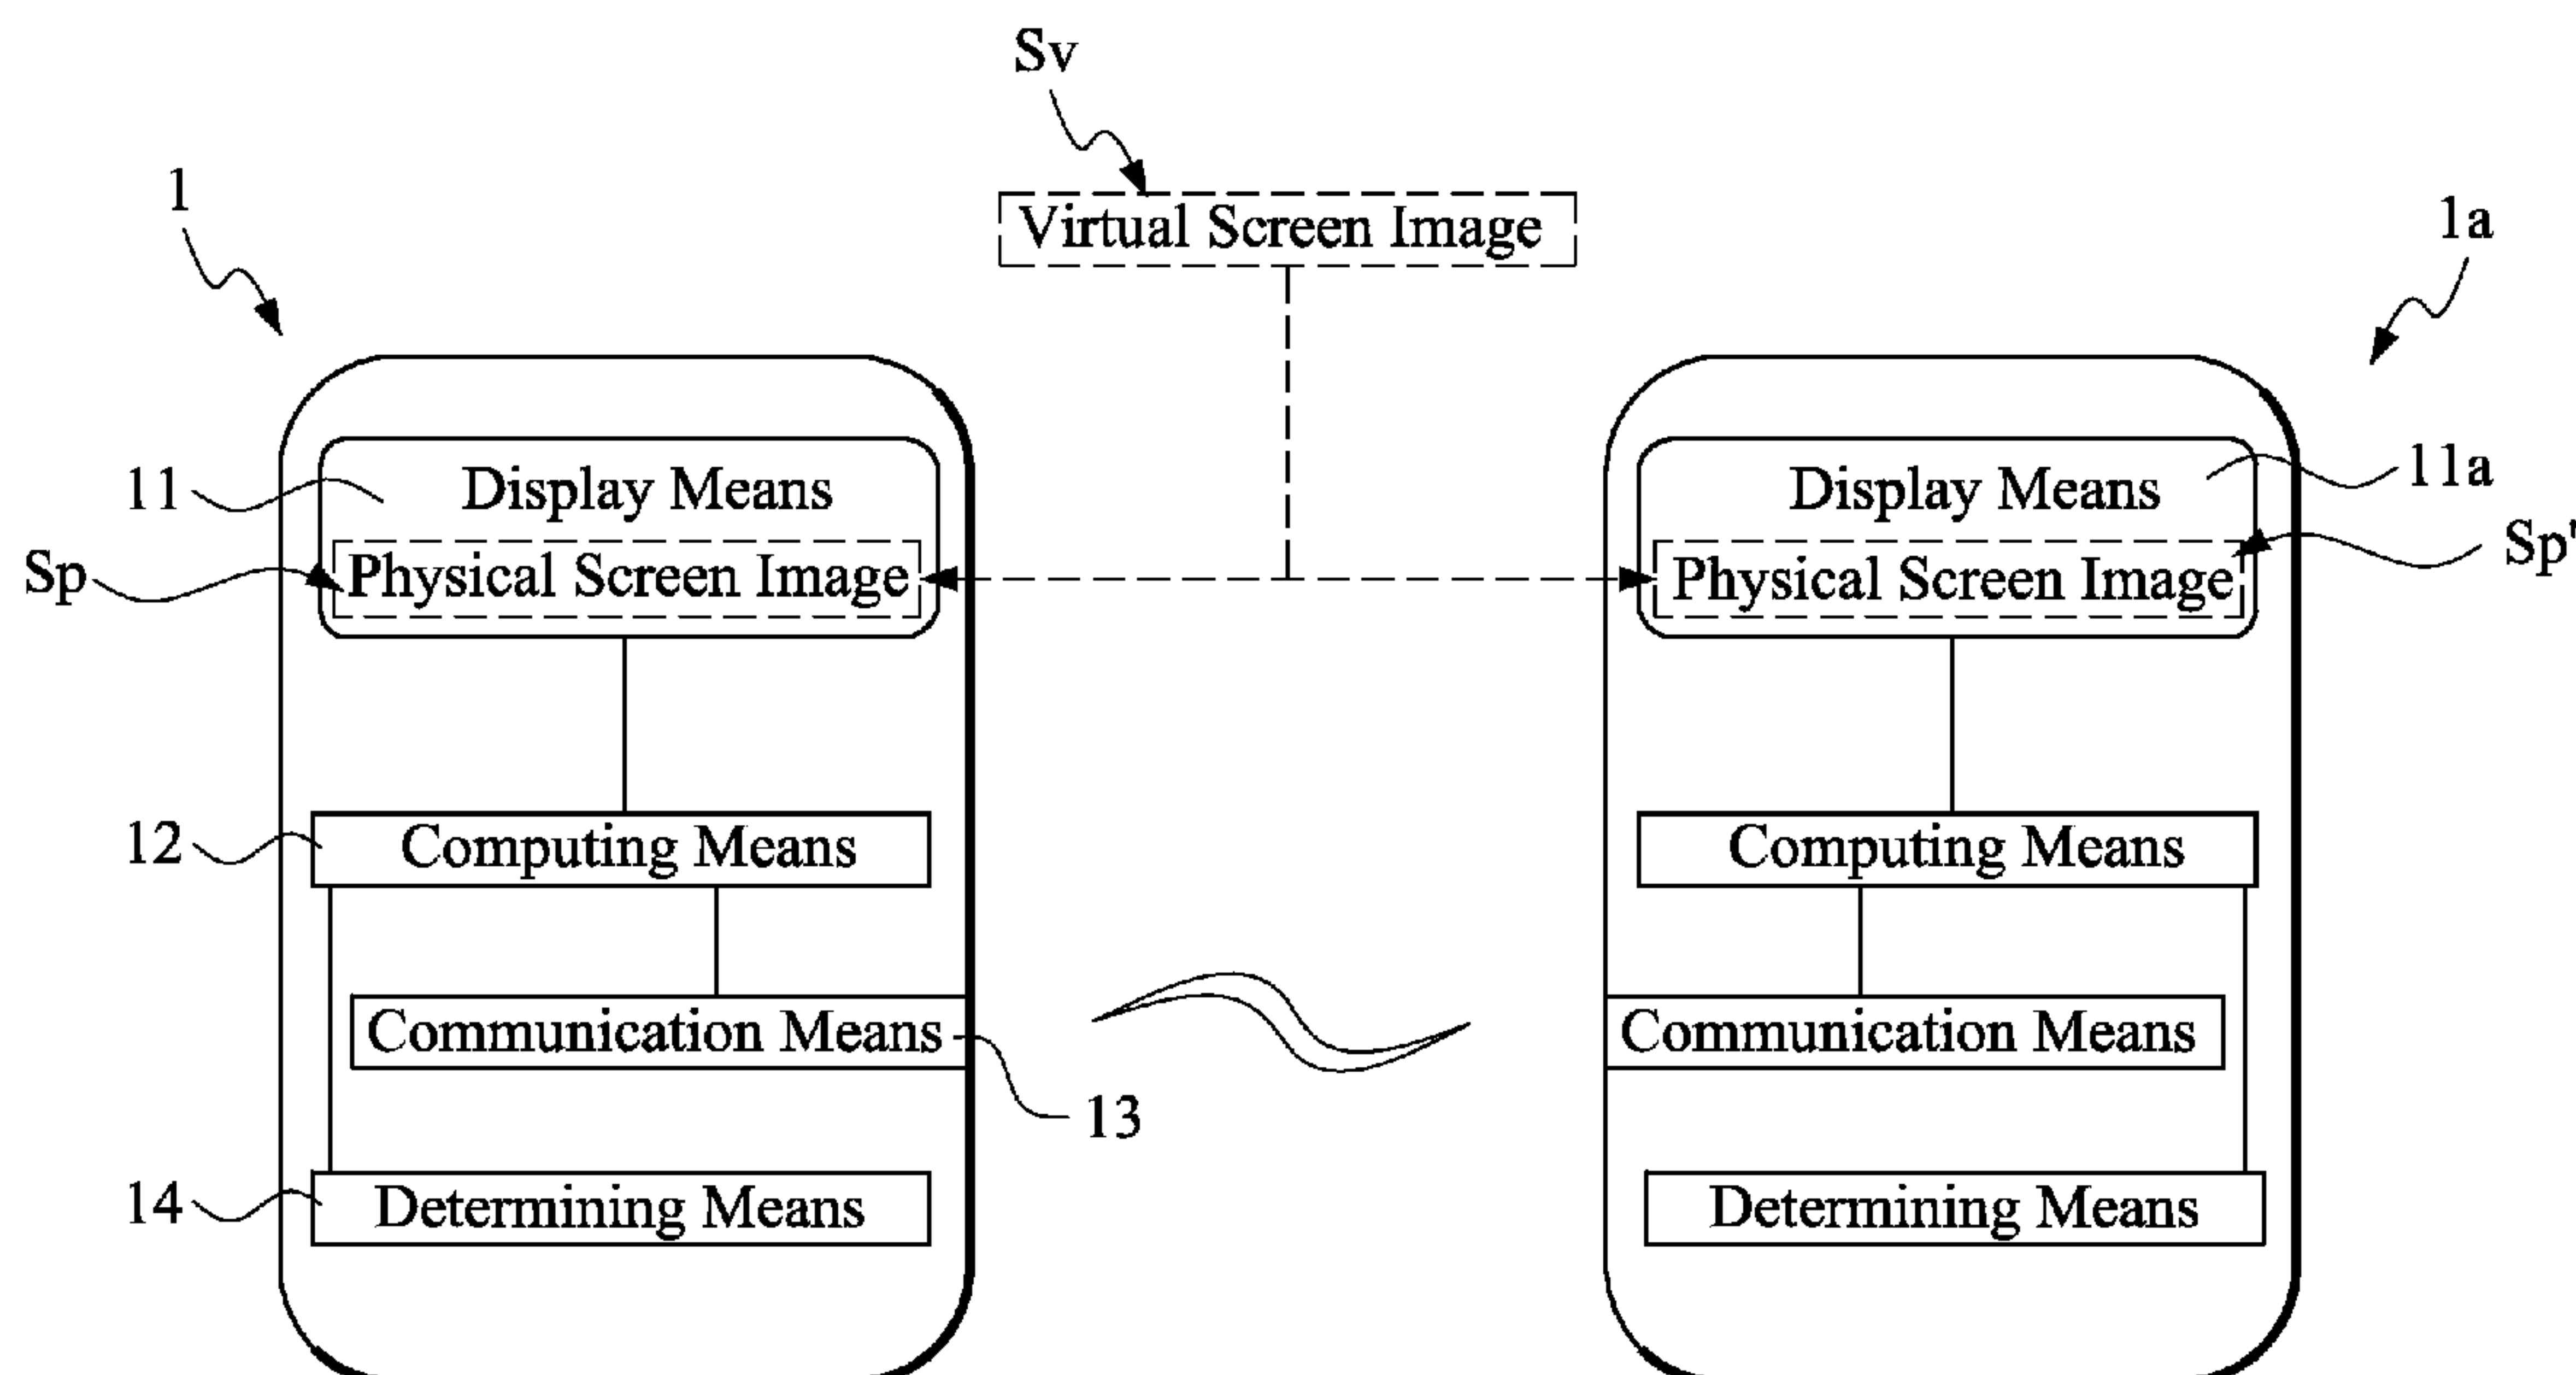 Sv
1
Virtual Screen Image
1a
11
Display Means
Display Means
11a
Sp
Physical Screen Image
Physical Screen Image
Sp'
12
Computing Means
Computing Means
Communication Means
Communication Means
13
14
Determining Means
Determining Means